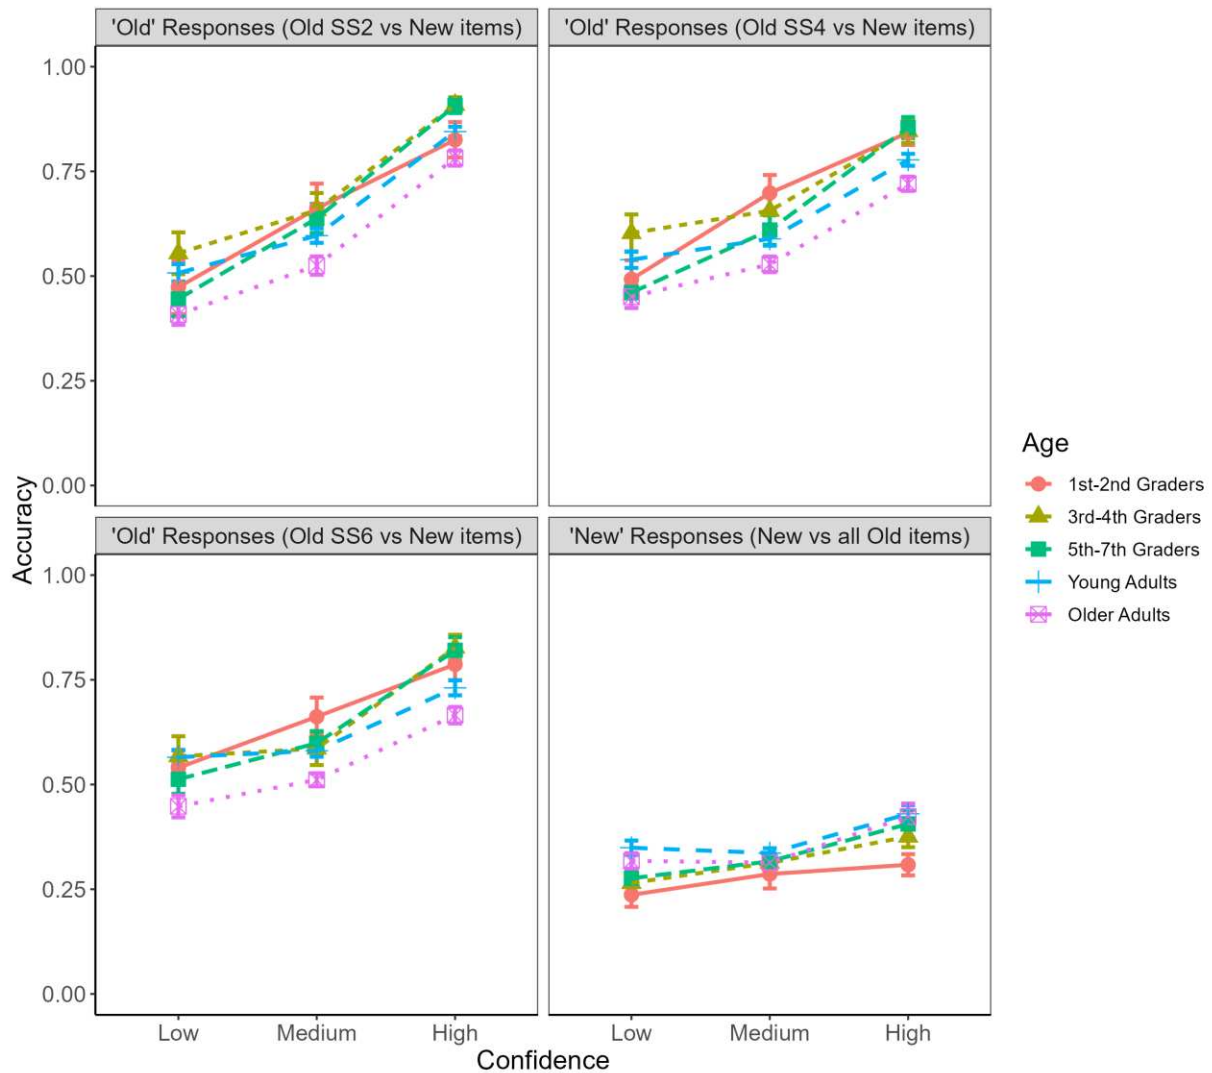 'Old' Responses (Old SS2 vs New items)
'Old' Responses (Old SS4 vs New items)
1.00
0.75
0.50
0.25
0.00
Accuracy
'Old' Responses (Old SS6 vs New items)
'New' Responses (New vs all Old items)
1.00
0.75
0.50
0.25
0.00
Low
Medium
High
Low
Medium
High
Confidence
Age
1st-2nd Graders
3rd-4th Graders
5th-7th Graders
Young Adults
Older Adults